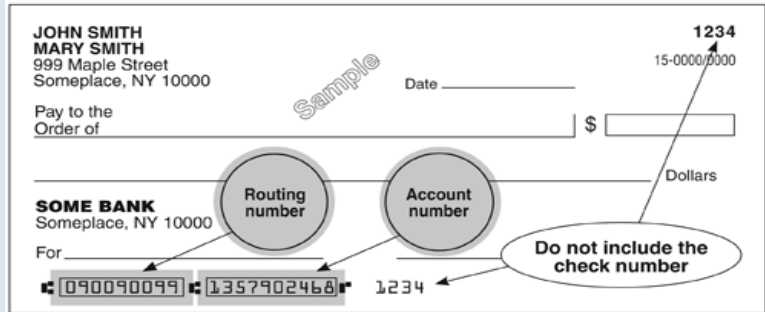 JOHN SMITH
MARY SMITH
999 Maple Street
Someplace, NY 10000
1234
15-0000/0000
Sample
Date
Pay to the
Order of
$
Dollars
SOME BANK
Someplace, NY 10000
Routing
number
Account
number
For
Do not include the
check number
090090099 1357902468 1234